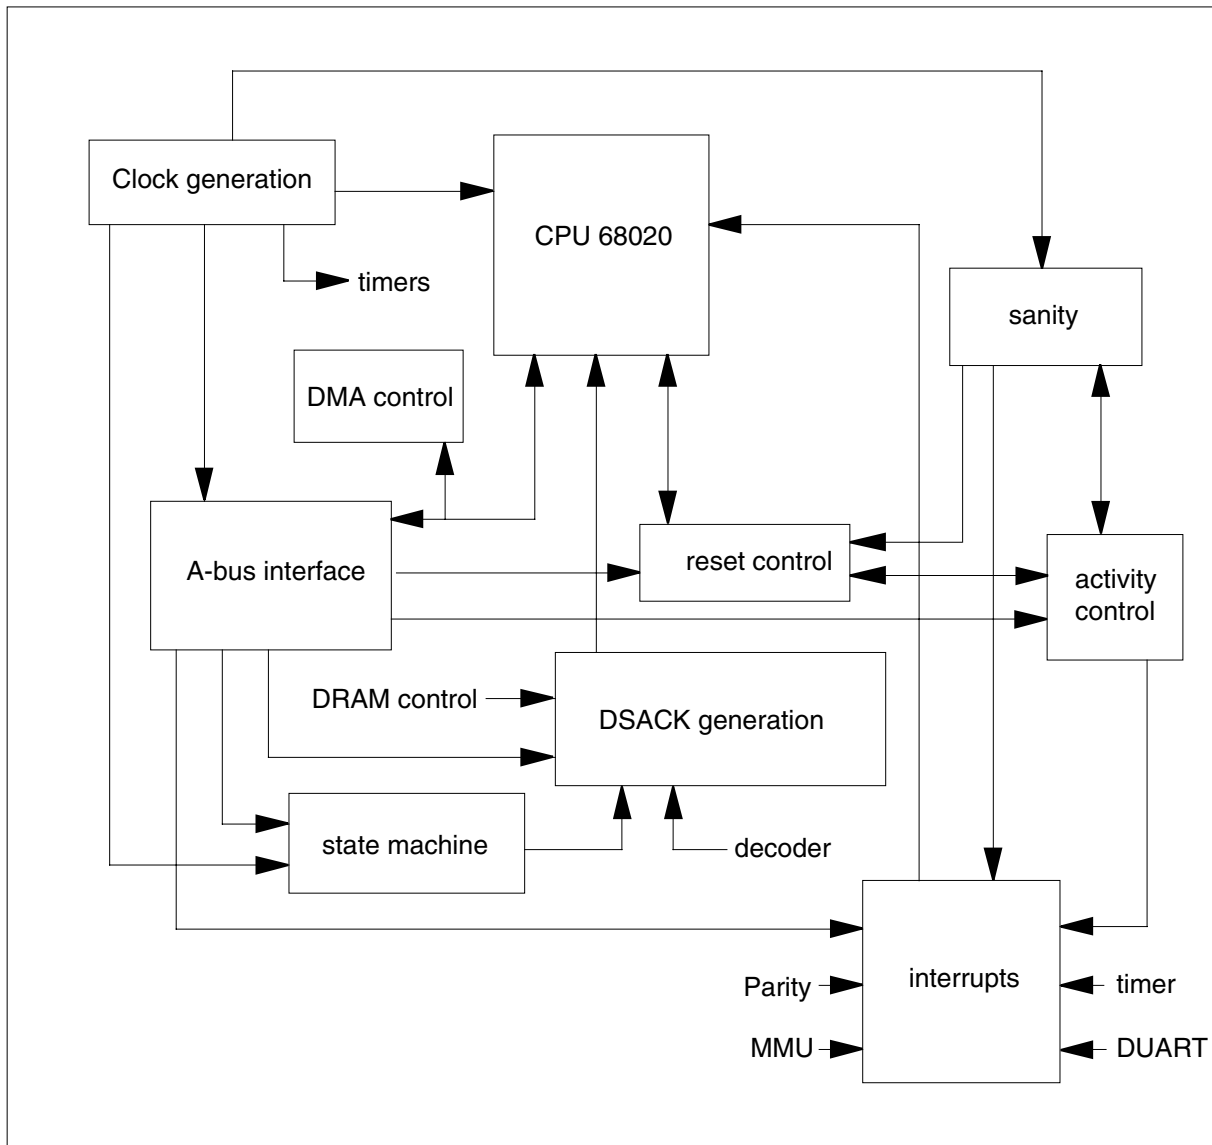 Clock generation
CPU 68020
timers
sanity
DMA control
A-bus interface
reset control
activity
control
DRAM control
DSACK generation
state machine
decoder
interrupts
Parity
timer
MMU
DUART